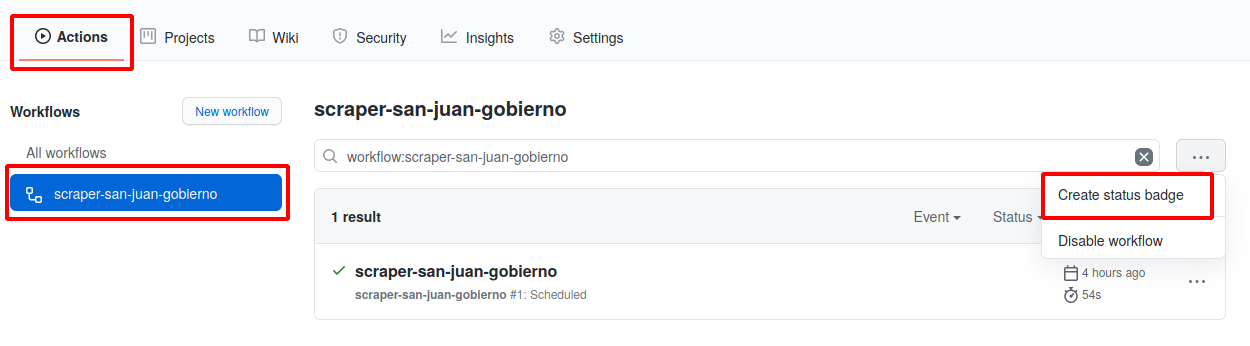 Actions Projects Wiki Security Insights Settings
Workflows New workflow
scraper-san-juan-gobierno
All workflows
workflow:scraper-san-juan-gobierno
scraper-san-juan-gobierno
Create status badge
1 result Event Status
Disable workflow
scraper-san-juan-gobierno
4 hours ago
scraper-san-juan-gobierno #1: Scheduled
54s